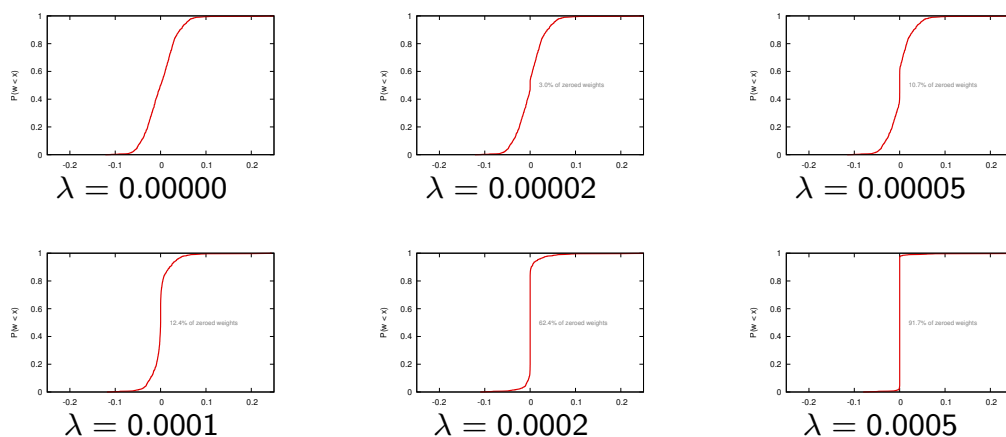 1
0.8
0.6
0.4
0.2
0
P(w < x)
-0.2 -0.1 0 0.1 0.2
λ = 0.00000
1
0.8
0.6
0.4
0.2
0
P(w < x)
3.0% of zeroed weights
-0.2 -0.1 0 0.1 0.2
λ = 0.00002
1
0.8
0.6
0.4
0.2
0
P(w < x)
10.7% of zeroed weights
-0.2 -0.1 0 0.1 0.2
λ = 0.00005
1
0.8
0.6
0.4
0.2
0
P(w < x)
12.4% of zeroed weights
-0.2 -0.1 0 0.1 0.2
λ = 0.0001
1
0.8
0.6
0.4
0.2
0
P(w < x)
62.4% of zeroed weights
-0.2 -0.1 0 0.1 0.2
λ = 0.0002
1
0.8
0.6
0.4
0.2
0
P(w < x)
91.7% of zeroed weights
-0.2 -0.1 0 0.1 0.2
λ = 0.0005